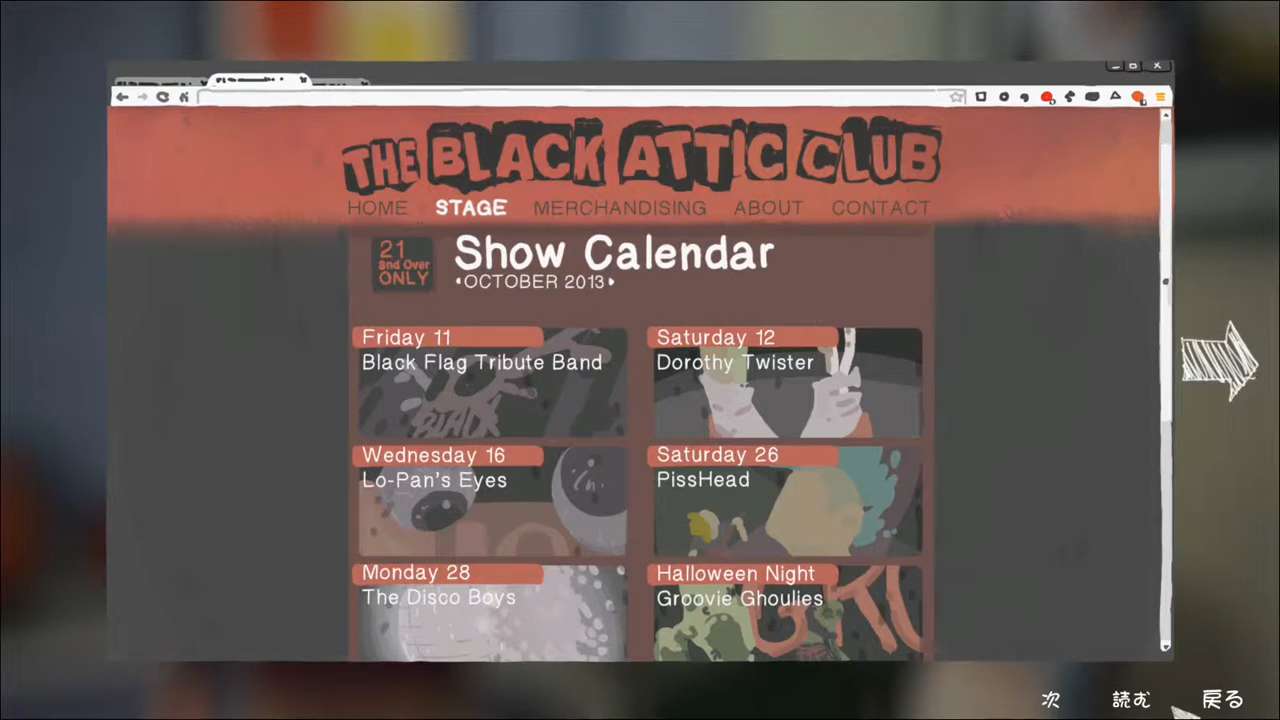 THE BLACK ATTIC CLUB
HOME STAGE MERCHANDISING ABOUT CONTACT
21
and Over
ONLY
Show Calendar
OCTOBER 2013
Friday 11
Black Flag Tribute Band
BLACK
Saturday 12
Dorothy Twister
Wednesday 16
Lo-Pan's Eyes
Saturday 26
PissHead
Monday 28
The Disco Boys
Halloween Night
Groovie Ghoulies
次 読む 戻る